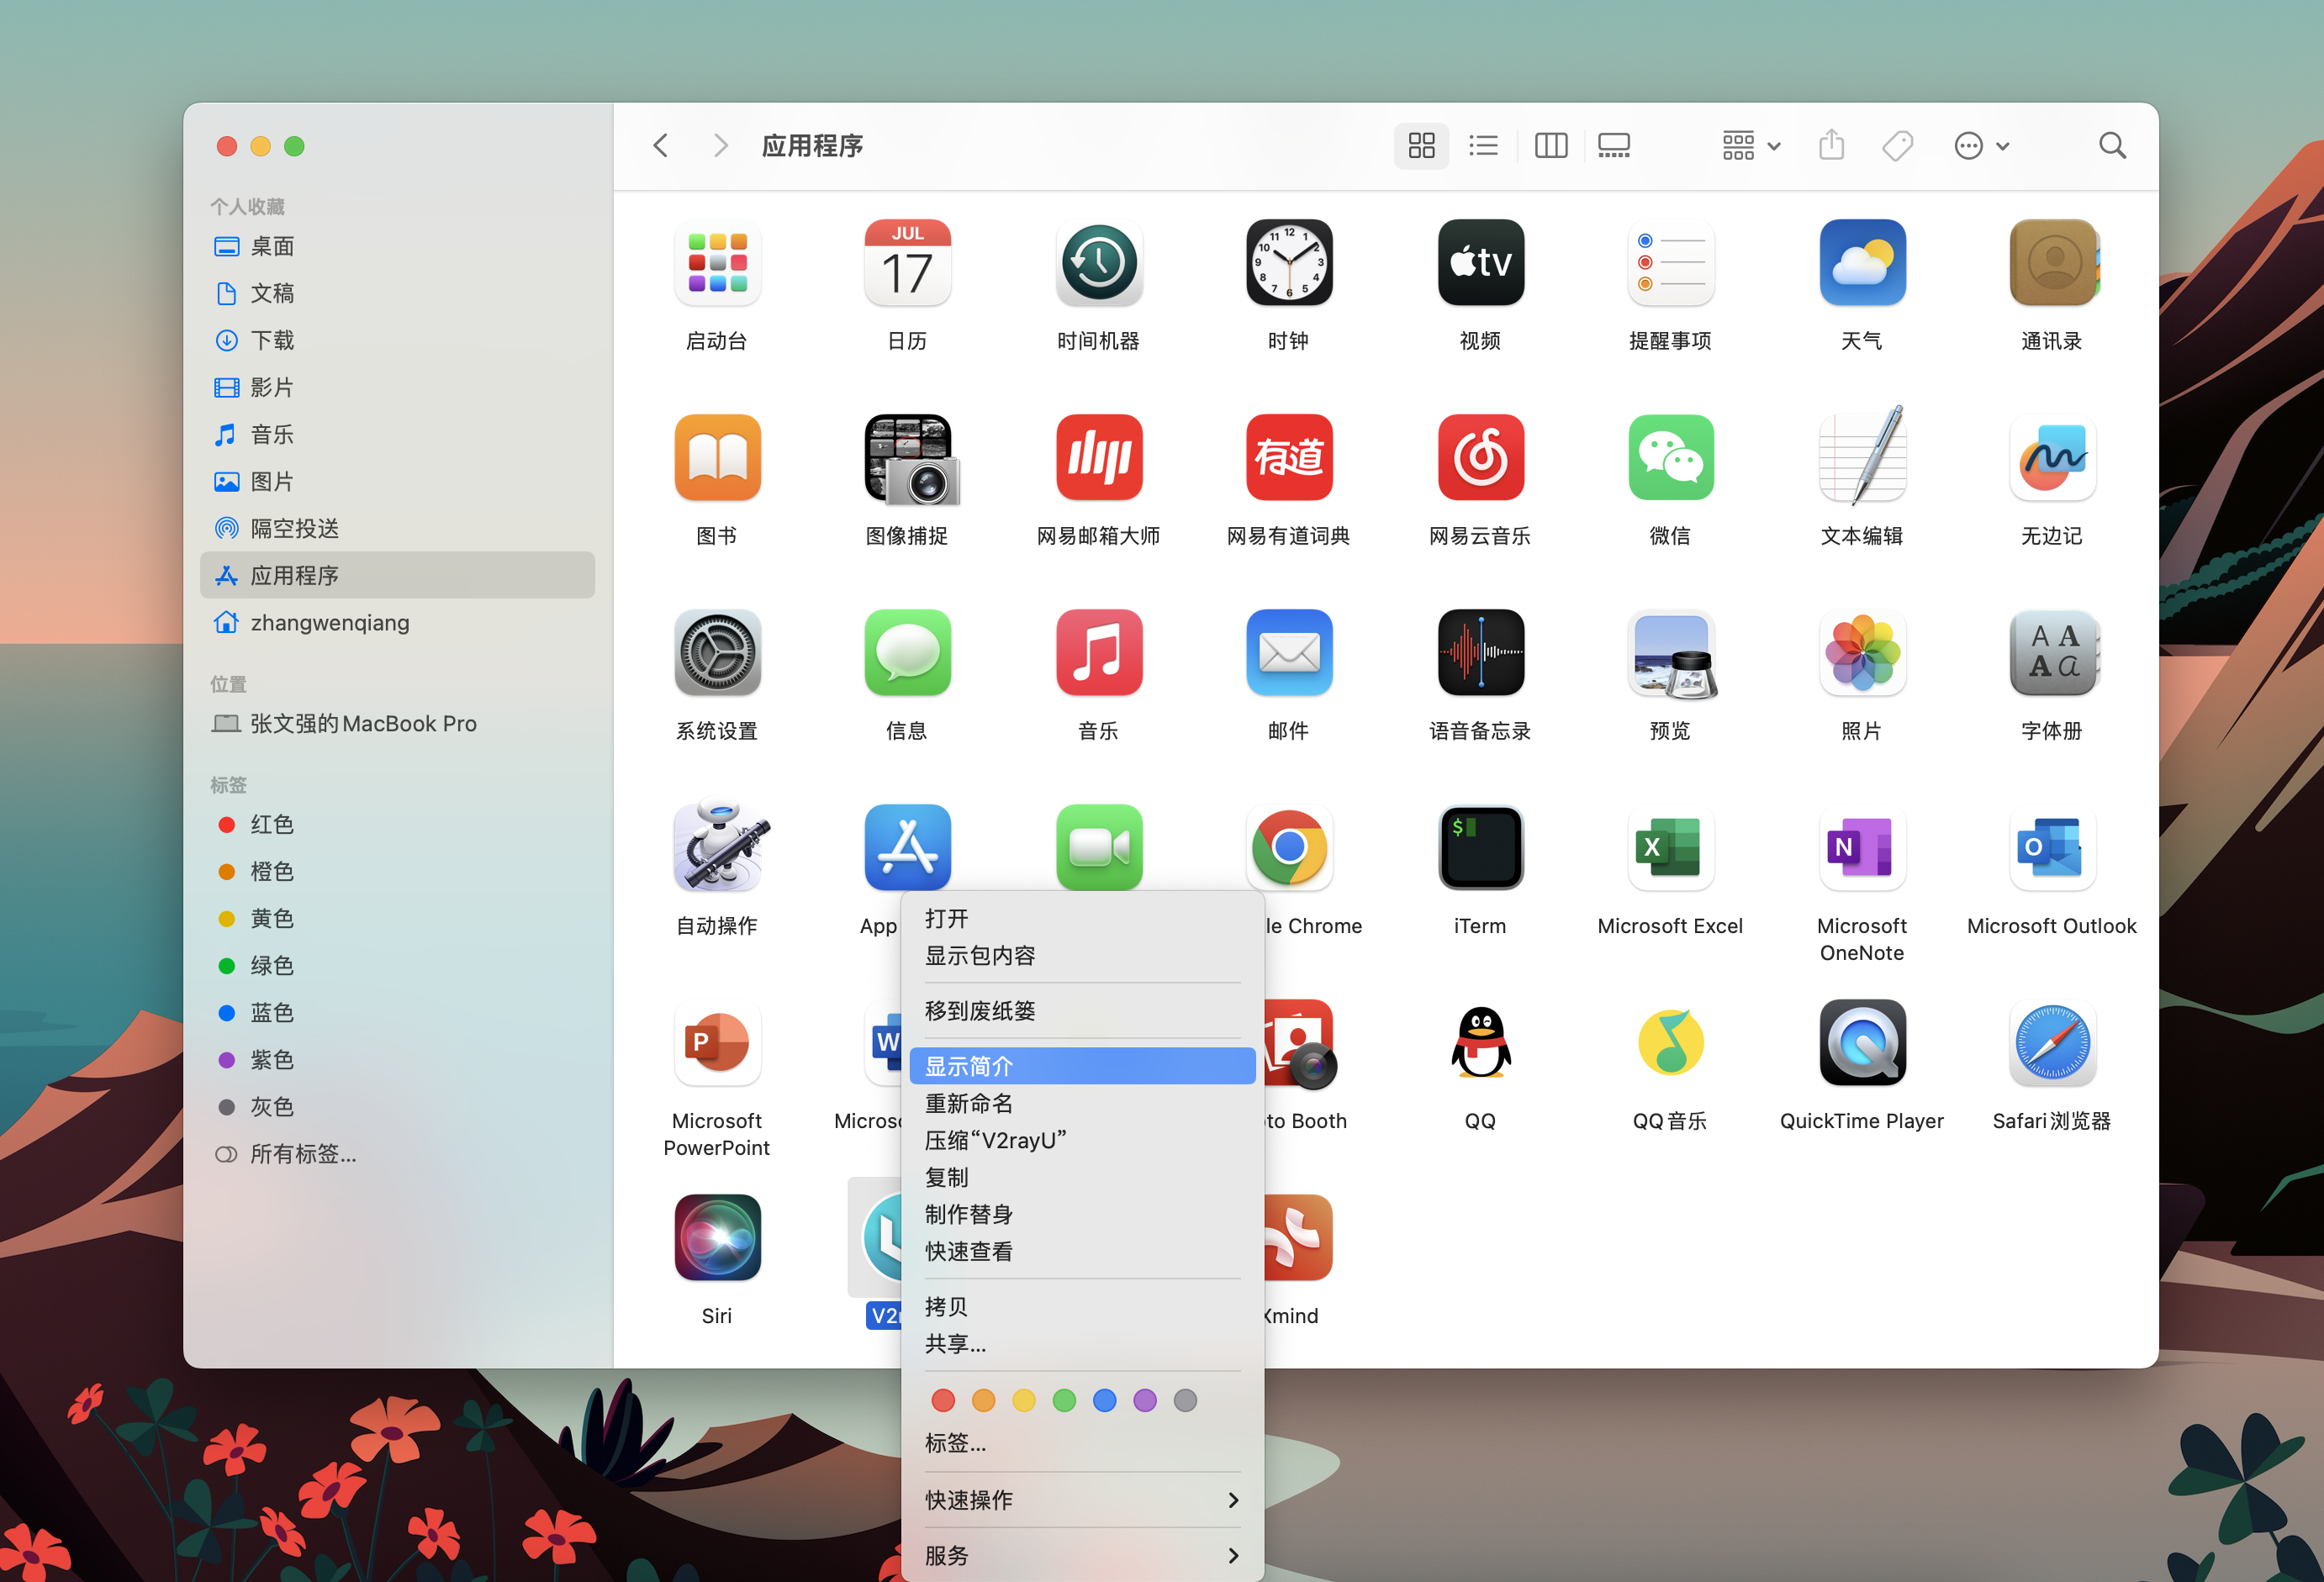 应用程序
个人收藏
桌面
文稿
下载
影片
音乐
图片
隔空投送
应用程序
zhangwenqiang
位置
张文强的MacBook Pro
标签
红色
橙色
黄色
绿色
蓝色
紫色
灰色
所有标签...
JUL
17
tv
启动台
日历
时间机器
时钟
视频
提醒事项
天气
通讯录
有道
图书
图像捕捉
网易邮箱大师
网易有道词典
网易云音乐
微信
文本编辑
无边记
A A
A a
系统设置
信息
音乐
邮件
语音备忘录
预览
照片
字体册
$
X
N
O
自动操作
App
le Chrome
iTerm
Microsoft Excel
Microsoft OneNote
Microsoft Outlook
P
W
Microsoft PowerPoint
Micros
to Booth
QQ
QQ音乐
QuickTime Player
Safari浏览器
Siri
V2r
Xmind
打开
显示包内容
移到废纸篓
显示简介
重新命名
压缩“V2rayU”
复制
制作替身
快速查看
拷贝
共享...
标签...
快速操作
服务